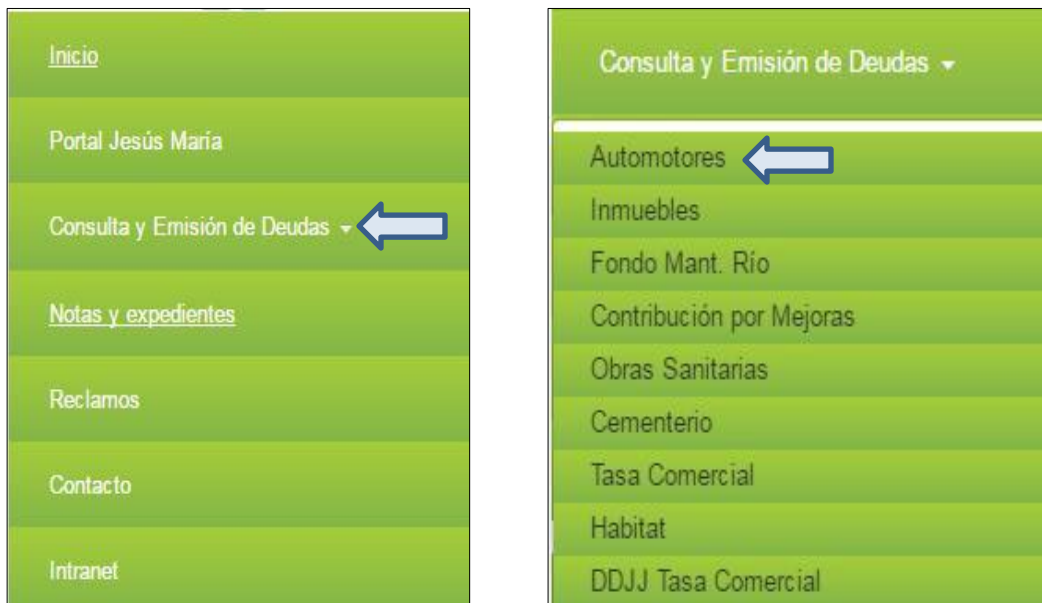 Inicio
Portal Jesús María
Consulta y Emisión de Deudas
Notas y expedientes
Reclamos
Contacto
Intranet
Consulta y Emisión de Deudas
Automotores
Inmuebles
Fondo Mant. Río
Contribución por Mejoras
Obras Sanitarias
Cementerio
Tasa Comercial
Habitat
DDJJ Tasa Comercial